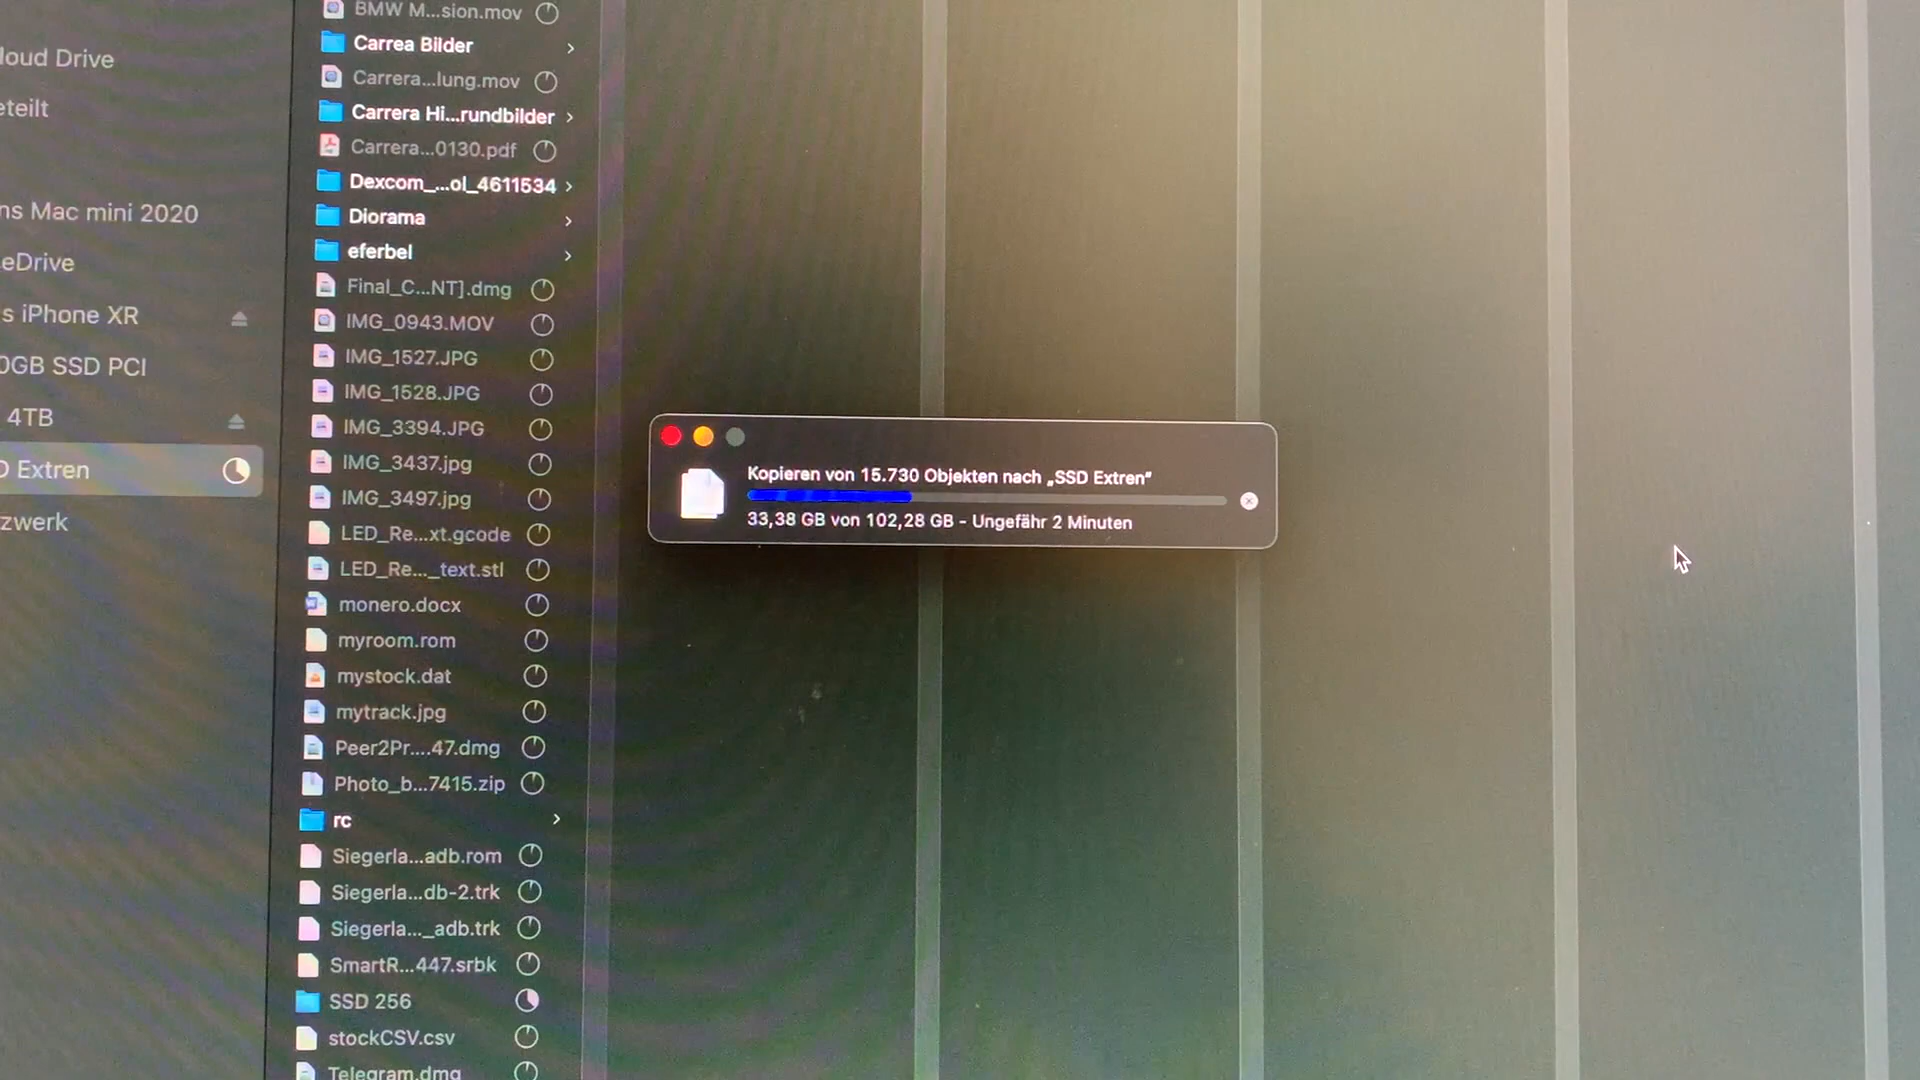 loud Drive
eteilt
ns Mac mini 2020
eDrive
s iPhone XR
0GB SSD PCI
4TB
D Extren
zwerk
BMW M...sion.mov
Carrea Bilder
Carrera...lung.mov
Carrera Hi...rundbilder
Carrera...0130.pdf
Dexcom_...ol_4611534
Diorama
eferbel
Final_C...NT].dmg
IMG_0943.MOV
IMG_1527.JPG
IMG_1528.JPG
IMG_3394.JPG
IMG_3437.jpg
IMG_3497.jpg
LED_Re...xt.gcode
LED_Re..._text.stl
monero.docx
myroom.rom
mystock.dat
mytrack.jpg
Peer2Pr....47.dmg
Photo_b...7415.zip
rc
Siegerla...adb.rom
Siegerla...db-2.trk
Siegerla..._adb.trk
SmartR...447.srbk
SSD 256
stockCSV.csv
Telegram.dmg
Kopieren von 15.730 Objekten nach „SSD Extren“
33,38 GB von 102,28 GB - Ungefähr 2 Minuten